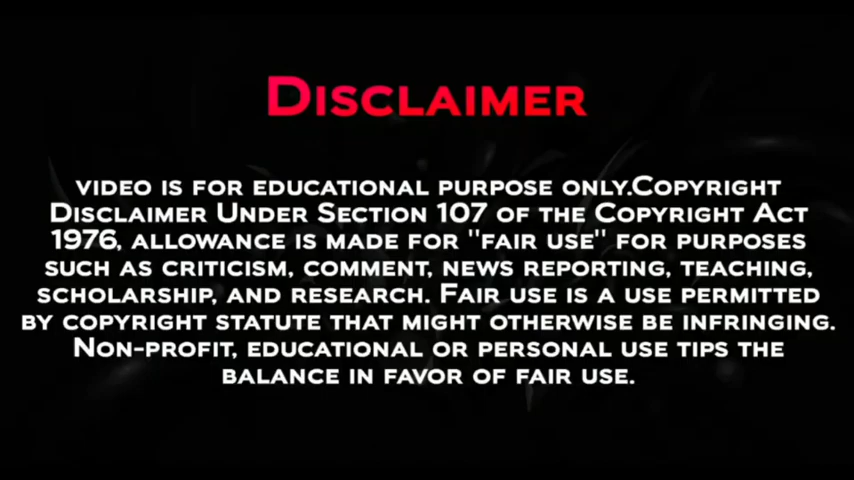 Disclaimer
video is for educational purpose only.Copyright
Disclaimer Under Section 107 of the Copyright Act
1976, allowance is made for "fair use" for purposes
such as criticism, comment, news reporting, teaching,
scholarship, and research. Fair use is a use permitted
by copyright statute that might otherwise be infringing.
Non-profit, educational or personal use tips the
balance in favor of fair use.